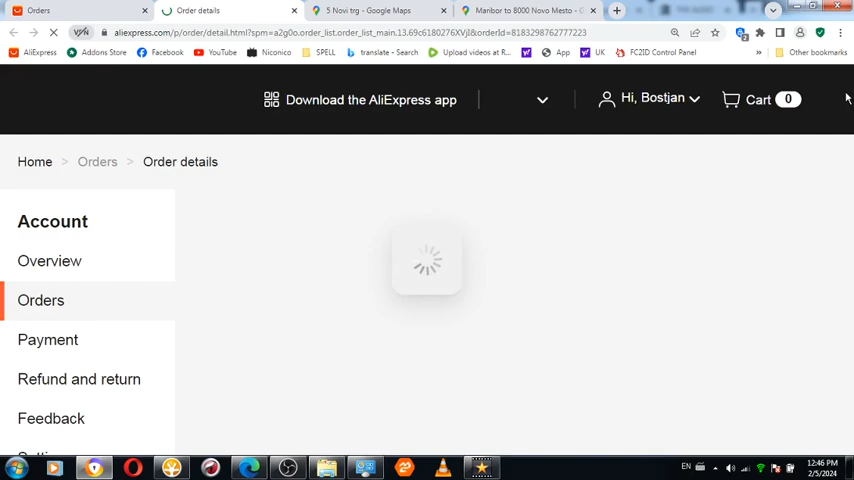 Orders
Order details
5 Novi trg - Google Maps
Maribor to 8000 Novo Mesto - G
aliexpress.com/p/order/detail.html?spm=a2g0o.order_list.order_list_main.13.69c6180276XVjI&orderId=8183298762777223
AliExpress
Addons Store
Facebook
YouTube
Niconico
SPELL
translate - Search
Upload videos at R...
App
UK
FC2ID Control Panel
»
Other bookmarks
Download the AliExpress app
Hi, Bostjan
Cart 0
Home > Orders > Order details
Account
Overview
Orders
Payment
Refund and return
Feedback
EN
12:46 PM
2/5/2024